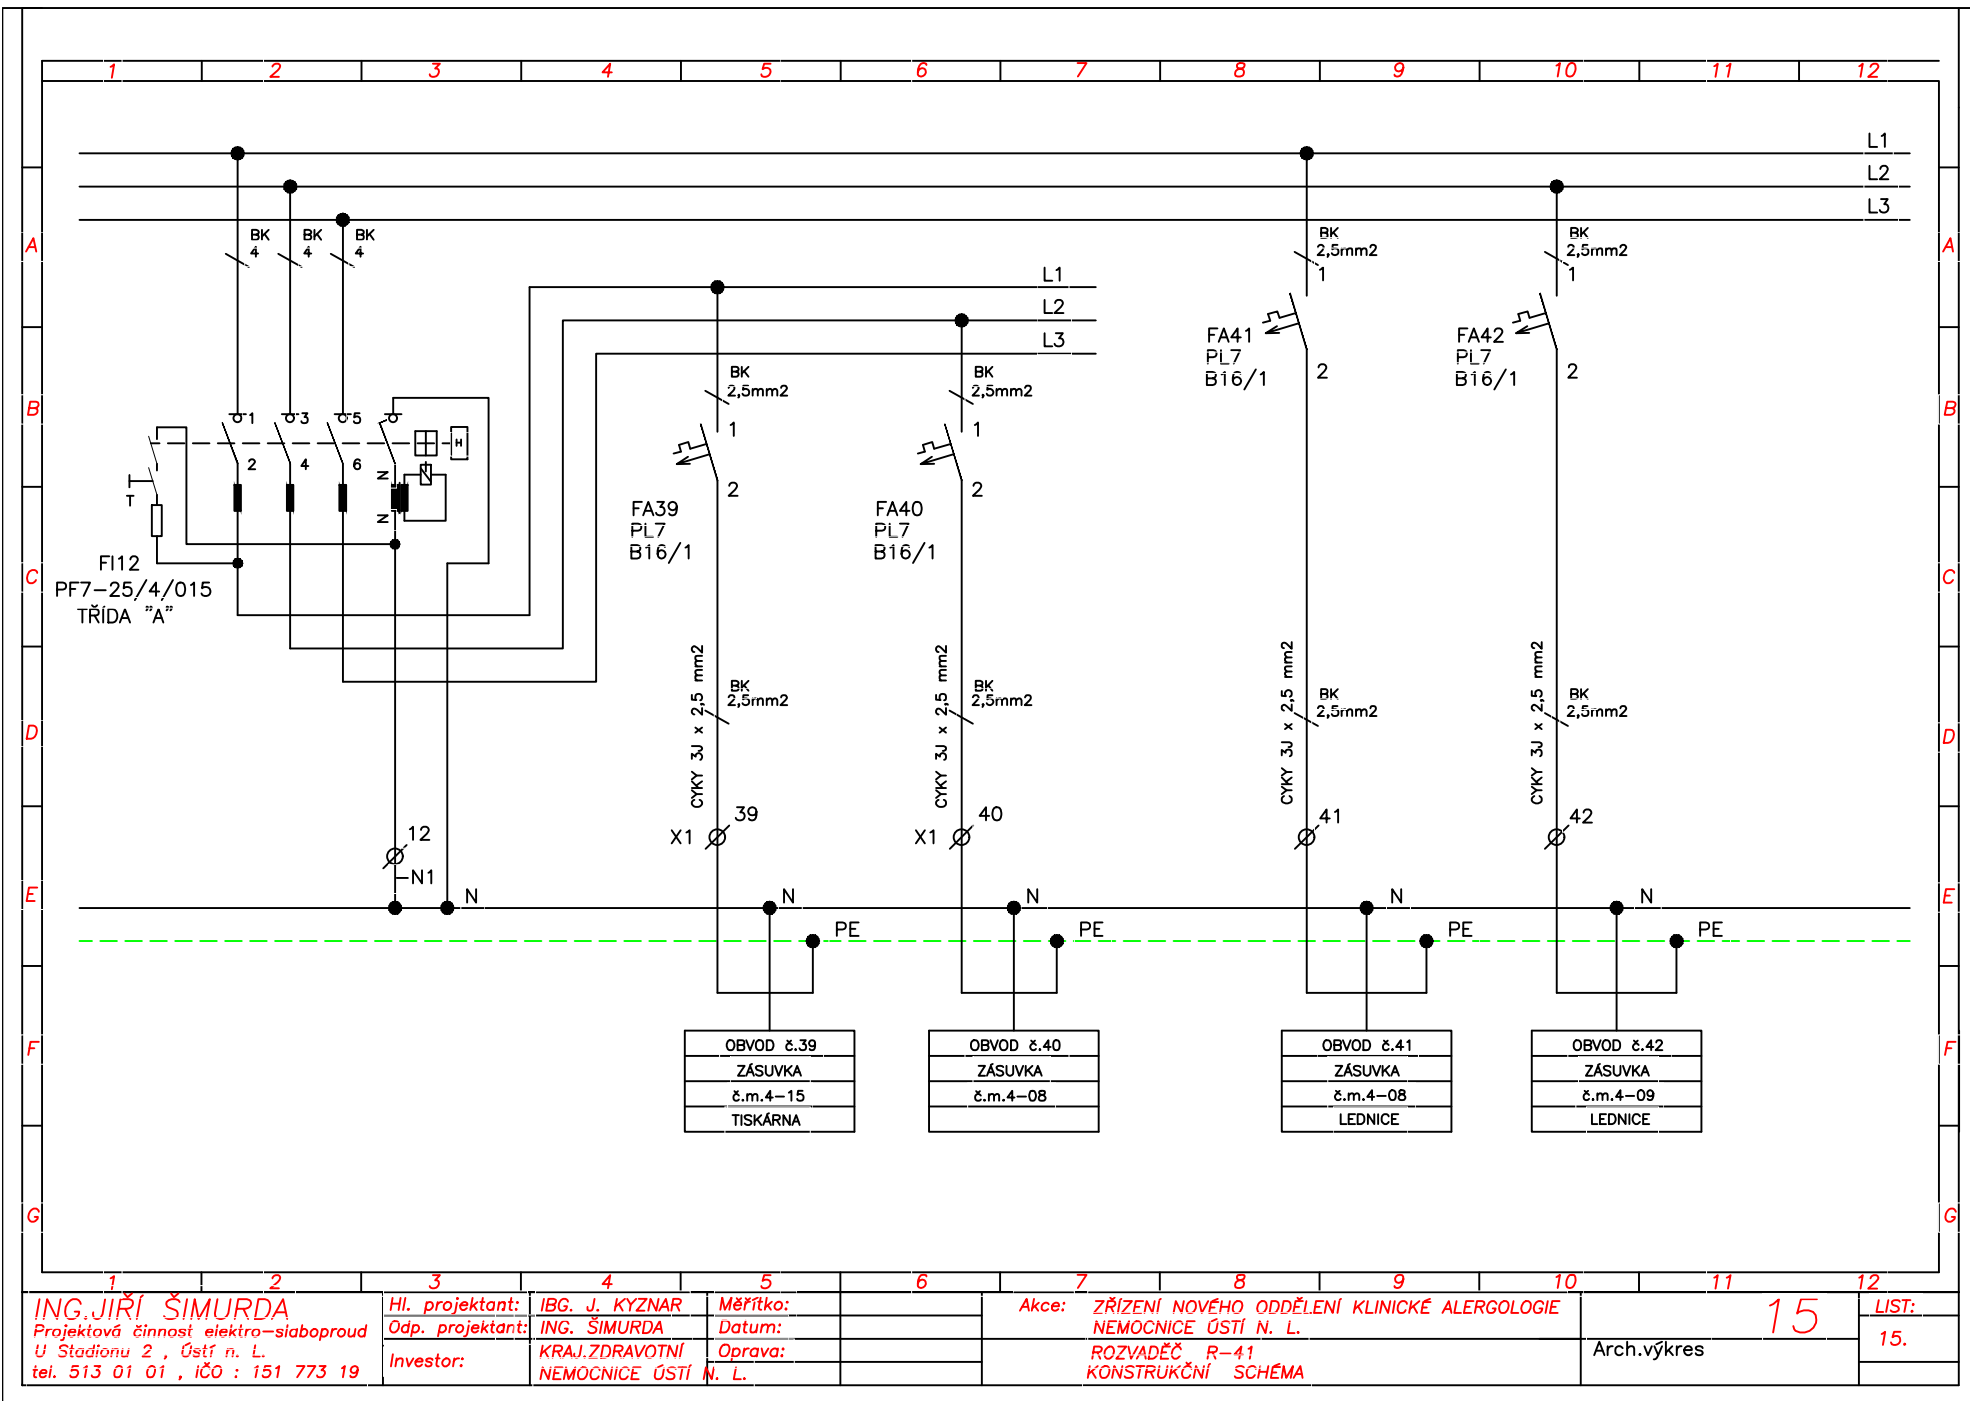 1 2 3 4 5 6 7 8 9 10 11 12
L1
L2
L3
A
A
BK
4
BK
4
BK
4
BK
2,5mm2
1
BK
2,5mm2
1
L1
L2
L3
FA41
PL7
B16/1
2
FA42
PL7
B16/1
2
B
B
BK
2,5mm2
1
2
BK
2,5mm2
1
2
1
2
3
4
5
6
N
N
H
T
FA39
PL7
B16/1
FA40
PL7
B16/1
C
C
FI12
PF7-25/4/015
TŘÍDA "A"
CYKY 3J x 2,5 mm2
BK
2,5mm2
CYKY 3J x 2,5 mm2
BK
2,5mm2
CYKY 3J x 2,5 mm2
BK
2,5mm2
CYKY 3J x 2,5 mm2
BK
2,5mm2
D
D
12
N1
X1
39
X1
40
41
42
E
E
N
N
N
N
N
PE
PE
PE
PE
F
F
OBVOD č.39
ZÁSUVKA
č.m.4-15
TISKÁRNA
OBVOD č.40
ZÁSUVKA
č.m.4-08
OBVOD č.41
ZÁSUVKA
č.m.4-08
LEDNICE
OBVOD č.42
ZÁSUVKA
č.m.4-09
LEDNICE
G
G
1 2 3 4 5 6 7 8 9 10 11 12
ING.JIŘÍ ŠIMURDA
Projektová činnost elektro-slaboproud
U Stadionu 2 , Ústí n. L.
tel. 513 01 01 , IČO : 151 773 19
Hl. projektant: IBG. J. KYZNAR
Odp. projektant: ING. ŠIMURDA
Investor: KRAJ.ZDRAVOTNÍ
NEMOCNICE ÚSTÍ N. L.
Měřítko:
Datum:
Oprava:
Akce: ZŘÍZENÍ NOVÉHO ODDĚLENÍ KLINICKÉ ALERGOLOGIE
NEMOCNICE ÚSTÍ N. L.
ROZVADĚČ R-41
KONSTRUKČNÍ SCHÉMA
15
Arch.výkres
LIST:
15.